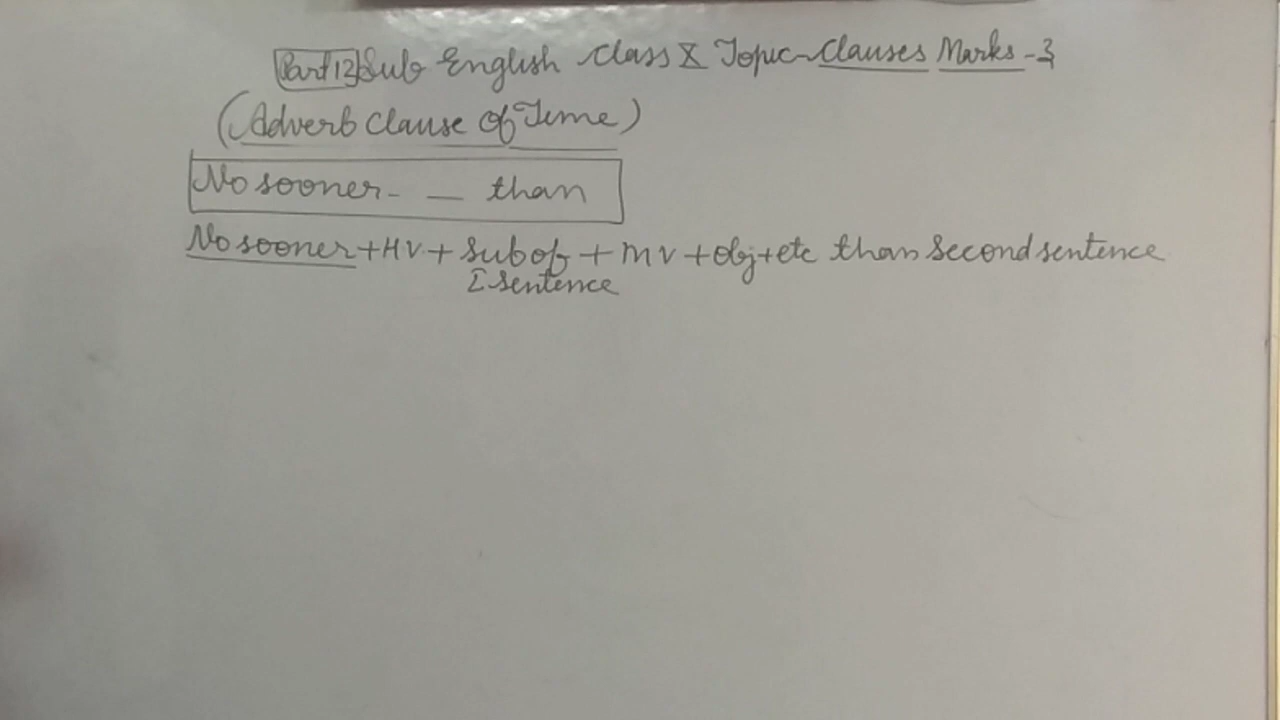 Part 12 Sub English Class X Topic - Clauses Marks - 3
(Adverb Clause Of Time)
No sooner - - than
No sooner + HV + Sub of + MV + obj + etc than Second sentence
I sentence